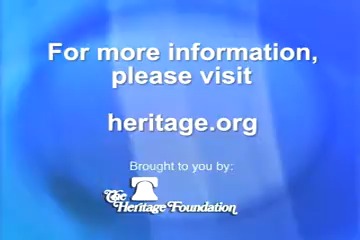 For more information,
please visit
heritage.org
Brought to you by:
The
Heritage Foundation